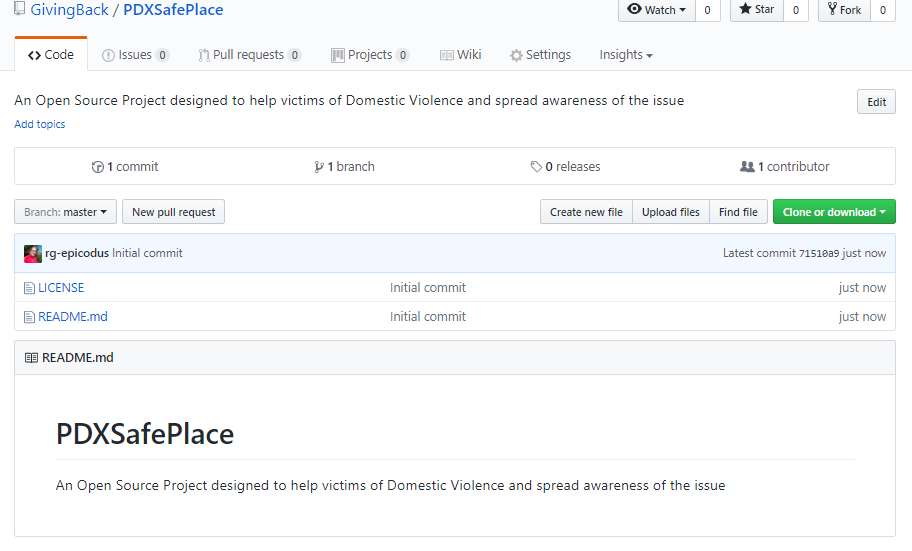 GivingBack / PDXSafePlace Watch 0 Star 0 Fork 0
Code Issues 0 Pull requests 0 Projects 0 Wiki Settings Insights
An Open Source Project designed to help victims of Domestic Violence and spread awareness of the issue Edit
Add topics
1 commit 1 branch 0 releases 1 contributor
Branch: master New pull request Create new file Upload files Find file Clone or download
rg-epicodus Initial commit Latest commit 71510a9 just now
LICENSE Initial commit just now
README.md Initial commit just now
README.md
PDXSafePlace
An Open Source Project designed to help victims of Domestic Violence and spread awareness of the issue